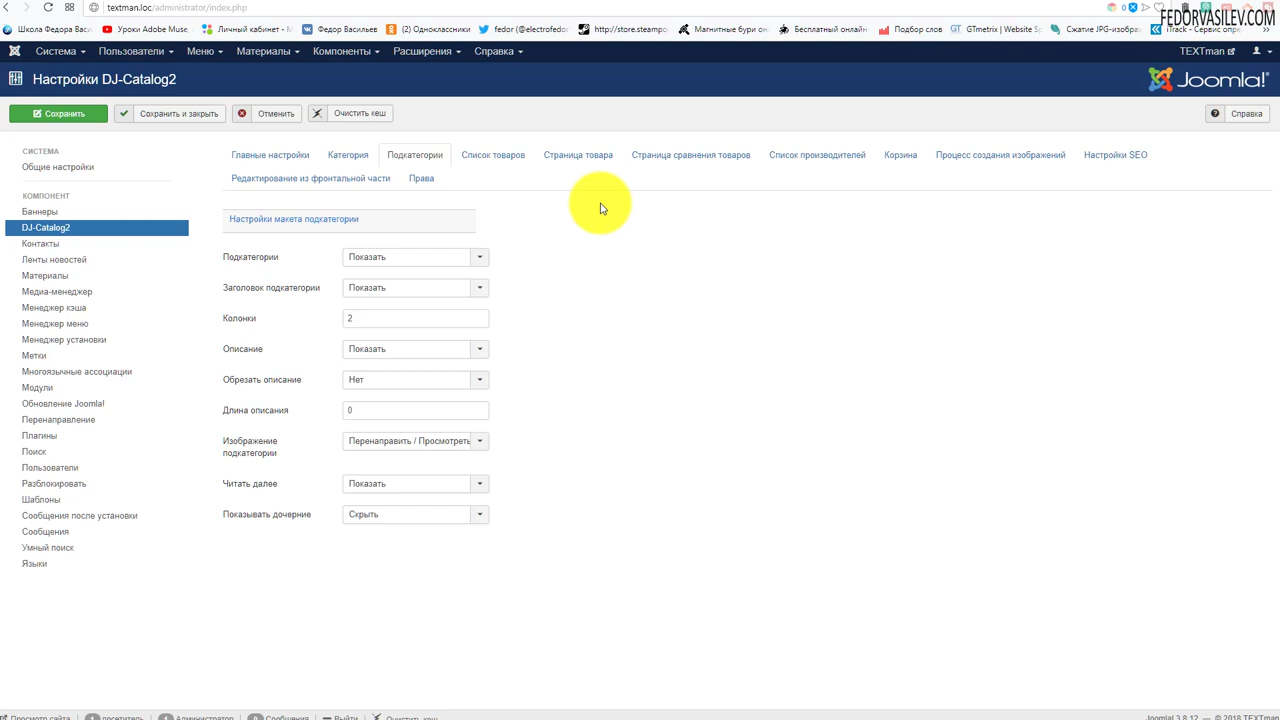 textman.loc/administrator/index.php
FEDORVASILEV.COM
Школа Федора Васи. Уроки Adobe Muse, Личный кабинет - Федор Васильев (2) Одноклассники fedor (@electrofedor) http://store.steampo Магнитные бури он Бесплатный онлайн Подбор слов GTmetrix | Website Sp Сжатие JPG-изобра iTrack - Сервис опре
Система Пользователи Меню Материалы Компоненты Расширения Справка TEXTman
Настройки DJ-Catalog2 Joomla!
Сохранить Сохранить и закрыть Отменить Очистить кеш Справка
СИСТЕМА
Общие настройки
КОМПОНЕНТ
Баннеры
DJ-Catalog2
Контакты
Ленты новостей
Материалы
Медиа-менеджер
Менеджер кэша
Менеджер меню
Менеджер установки
Метки
Многоязычные ассоциации
Модули
Обновление Joomla!
Перенаправление
Плагины
Поиск
Пользователи
Разблокировать
Шаблоны
Сообщения после установки
Сообщения
Умный поиск
Языки
Главные настройки Категория Подкатегории Список товаров Страница товара Страница сравнения товаров Список производителей Корзина Процесс создания изображений Настройки SEO
Редактирование из фронтальной части Права
Настройки макета подкатегории
Подкатегории Показать
Заголовок подкатегории Показать
Колонки 2
Описание Показать
Обрезать описание Нет
Длина описания 0
Изображение Перенаправить / Просмотреть
подкатегории
Читать далее Показать
Показывать дочерние Скрыть
Просмотр сайта 1 посетитель 1 Администратор 0 Сообщения Выйти Очистить кеш Joomla! 3.8.12 — © 2018 TEXTman